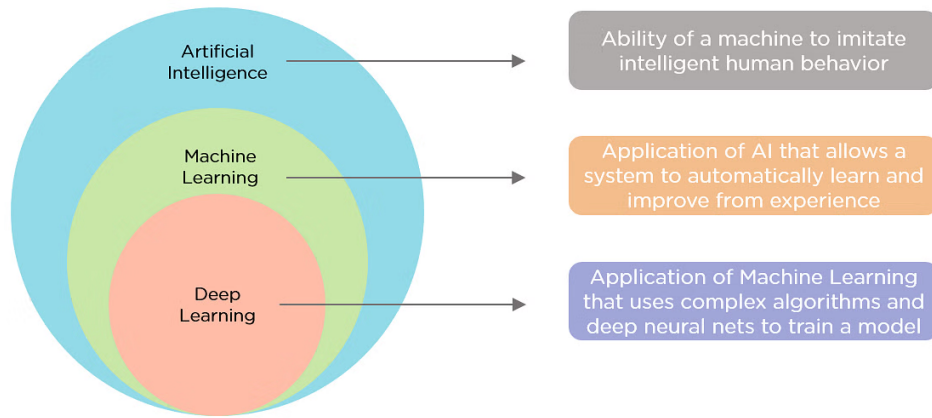 Artificial
Intelligence
Ability of a machine to imitate
intelligent human behavior
Machine
Learning
Application of AI that allows a
system to automatically learn and
improve from experience
Deep
Learning
Application of Machine Learning
that uses complex algorithms and
deep neural nets to train a model